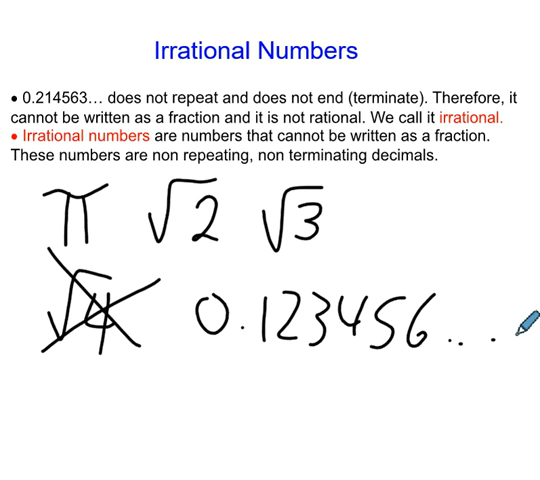 Irrational Numbers
• 0.214563... does not repeat and does not end (terminate). Therefore, it
cannot be written as a fraction and it is not rational. We call it irrational.
• Irrational numbers are numbers that cannot be written as a fraction.
These numbers are non repeating, non terminating decimals.
π √2 √3
√4 0.123456...